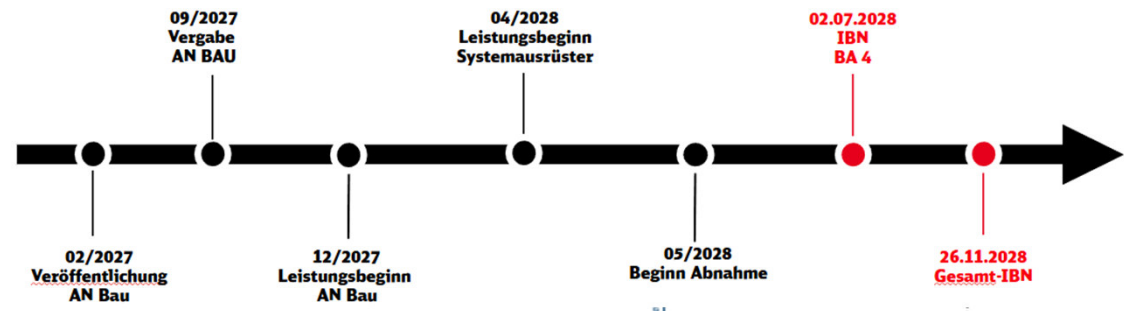 09/2027
Vergabe
AN BAU
04/2028
Leistungsbeginn
Systemausrüster
02.07.2028
IBN
BA 4
02/2027
Veröffentlichung
AN Bau
12/2027
Leistungsbeginn
AN Bau
05/2028
Beginn Abnahme
26.11.2028
Gesamt-IBN